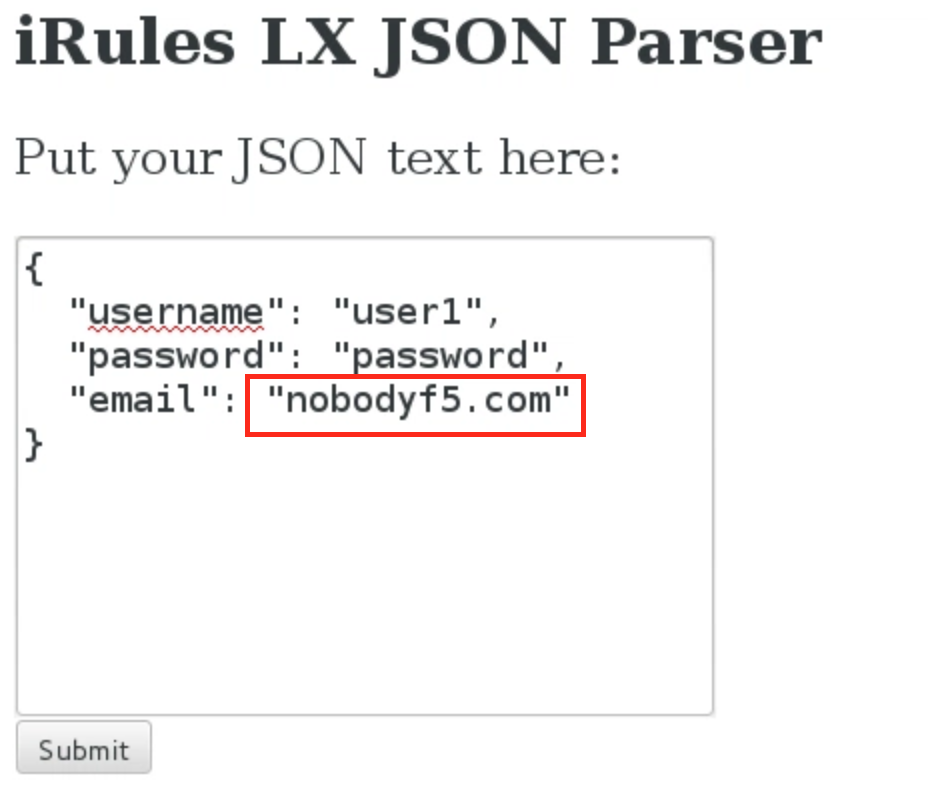 iRules LX JSON Parser
Put your JSON text here:
{
"username": "user1",
"password": "password",
"email": "nobodyf5.com"
}
Submit